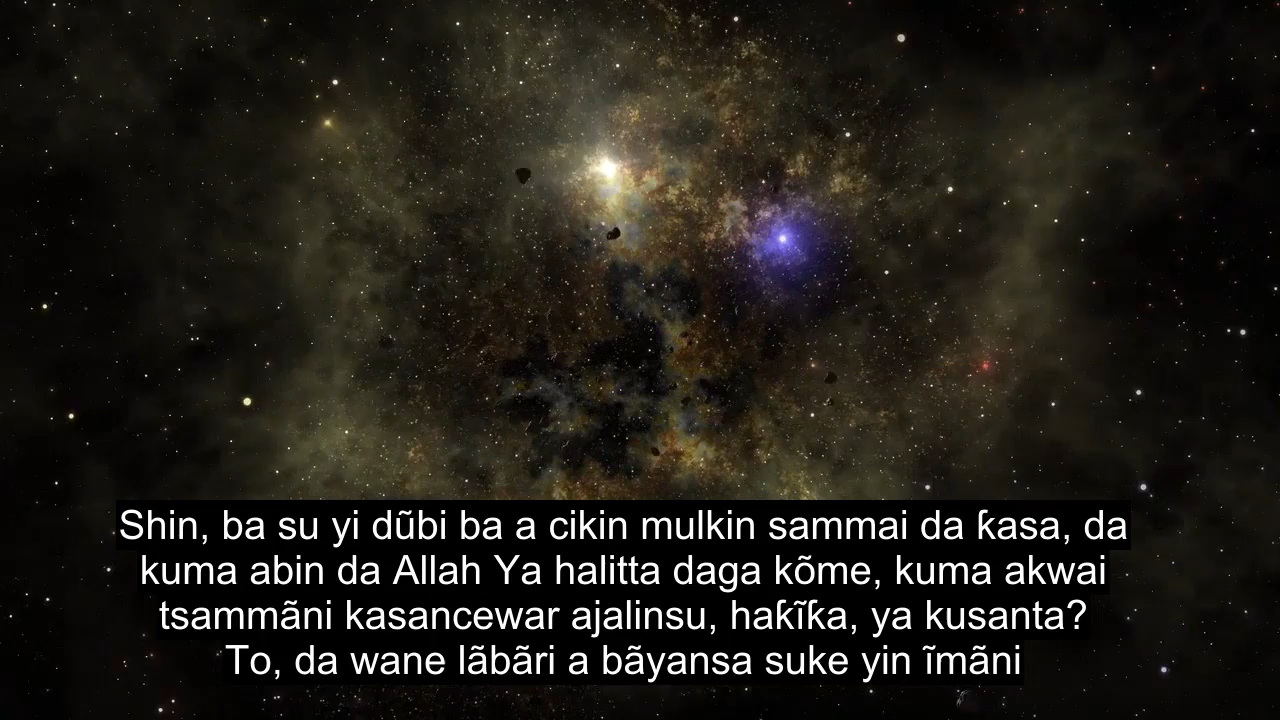 Shin, ba su yi dũbi ba a cikin mulkin sammai da ƙasa, da
kuma abin da Allah Ya halitta daga kõme, kuma akwai
tsammãni kasancewar ajalinsu, haƙĩƙa, ya kusanta?
To, da wane lãbãri a bãyansa suke yin ĩmãni